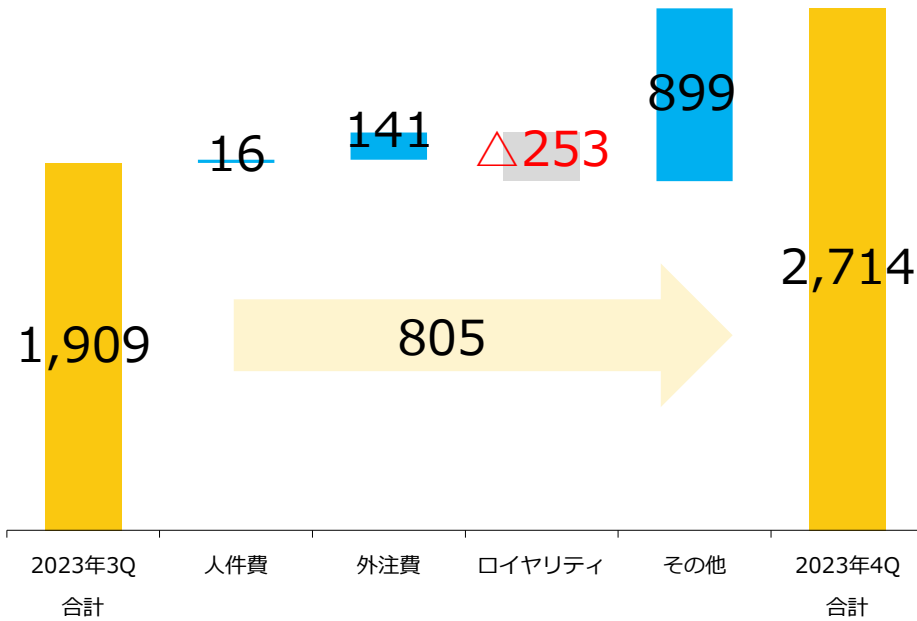 899
141
16
△253
2,714
1,909
805
2023年3Q
合計
人件費
外注費
ロイヤリティ
その他
2023年4Q
合計